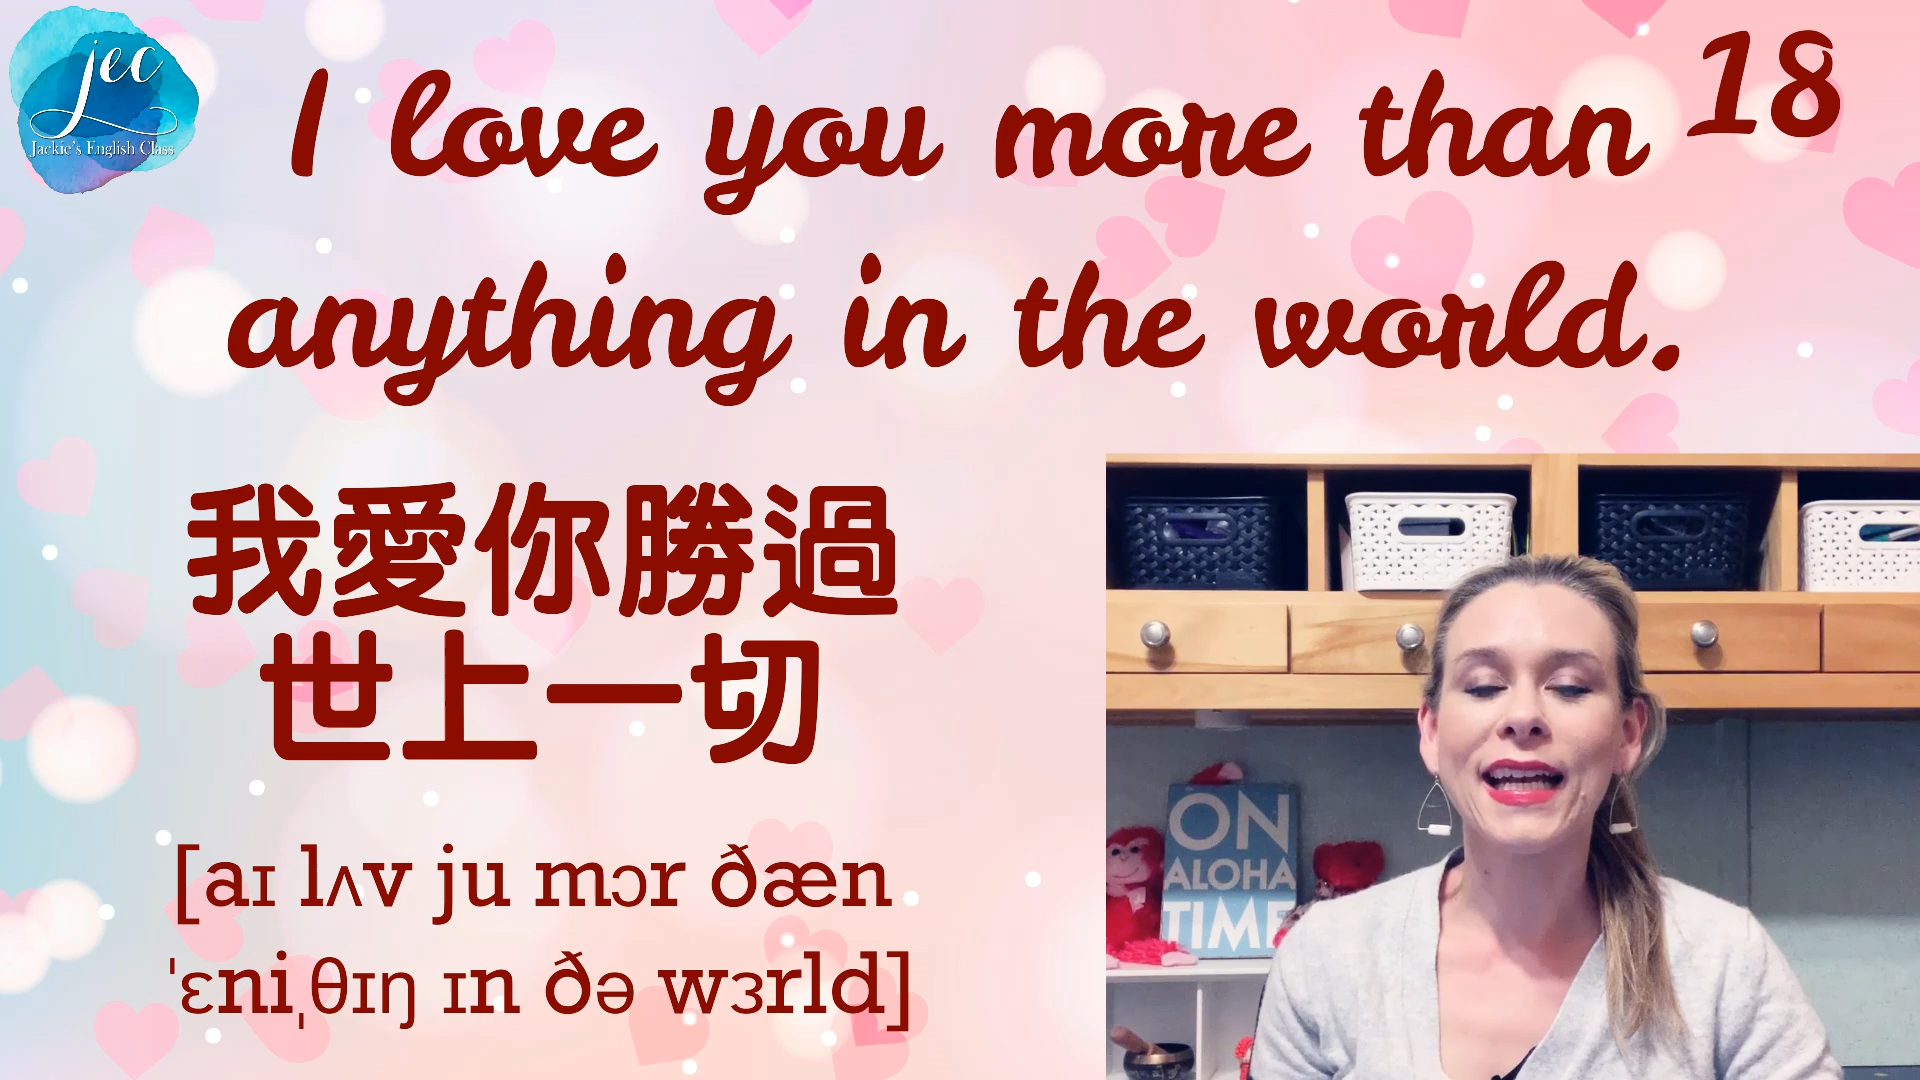 jec
Jackie's English Class
18
I love you more than
anything in the world.
我愛你勝過
世上一切
[aɪ lʌv ju mɔr ðæn
ˈɛniˌθɪŋ ɪn ðə wɜrld]
ON
ALOHA
TIME